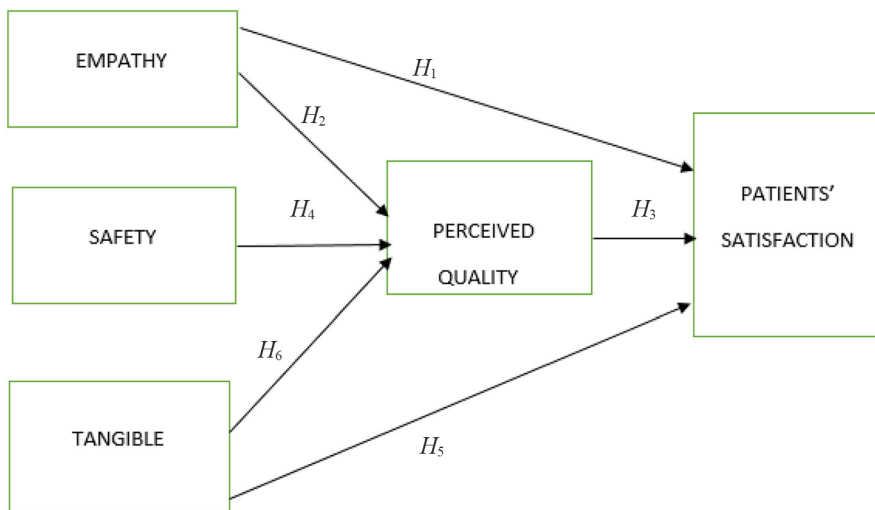 EMPATHY
H₁
H₂
SAFETY
H₄
PERCEIVED
QUALITY
H₃
PATIENTS’
SATISFACTION
H₆
TANGIBLE
H₅